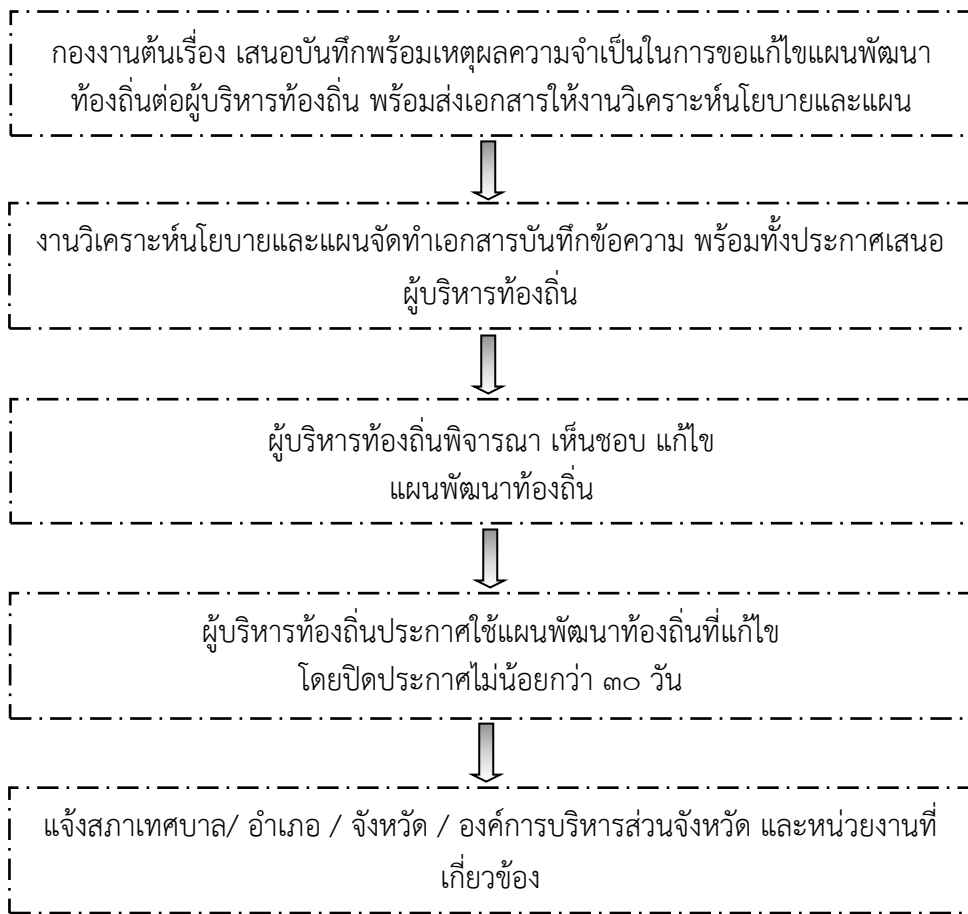 กองงานต้นเรื่อง เสนอบันทึกพร้อมเหตุผลความจำเป็นในการขอแก้ไขแผนพัฒนา
ท้องถิ่นต่อผู้บริหารท้องถิ่น พร้อมส่งเอกสารให้งานวิเคราะห์นโยบายและแผน
งานวิเคราะห์นโยบายและแผนจัดทำเอกสารบันทึกข้อความ พร้อมทั้งประกาศเสนอ
ผู้บริหารท้องถิ่น
ผู้บริหารท้องถิ่นพิจารณา เห็นชอบ แก้ไข
แผนพัฒนาท้องถิ่น
ผู้บริหารท้องถิ่นประกาศใช้แผนพัฒนาท้องถิ่นที่แก้ไข
โดยปิดประกาศไม่น้อยกว่า ๓๐ วัน
แจ้งสภาเทศบาล/ อำเภอ / จังหวัด / องค์การบริหารส่วนจังหวัด และหน่วยงานที่
เกี่ยวข้อง